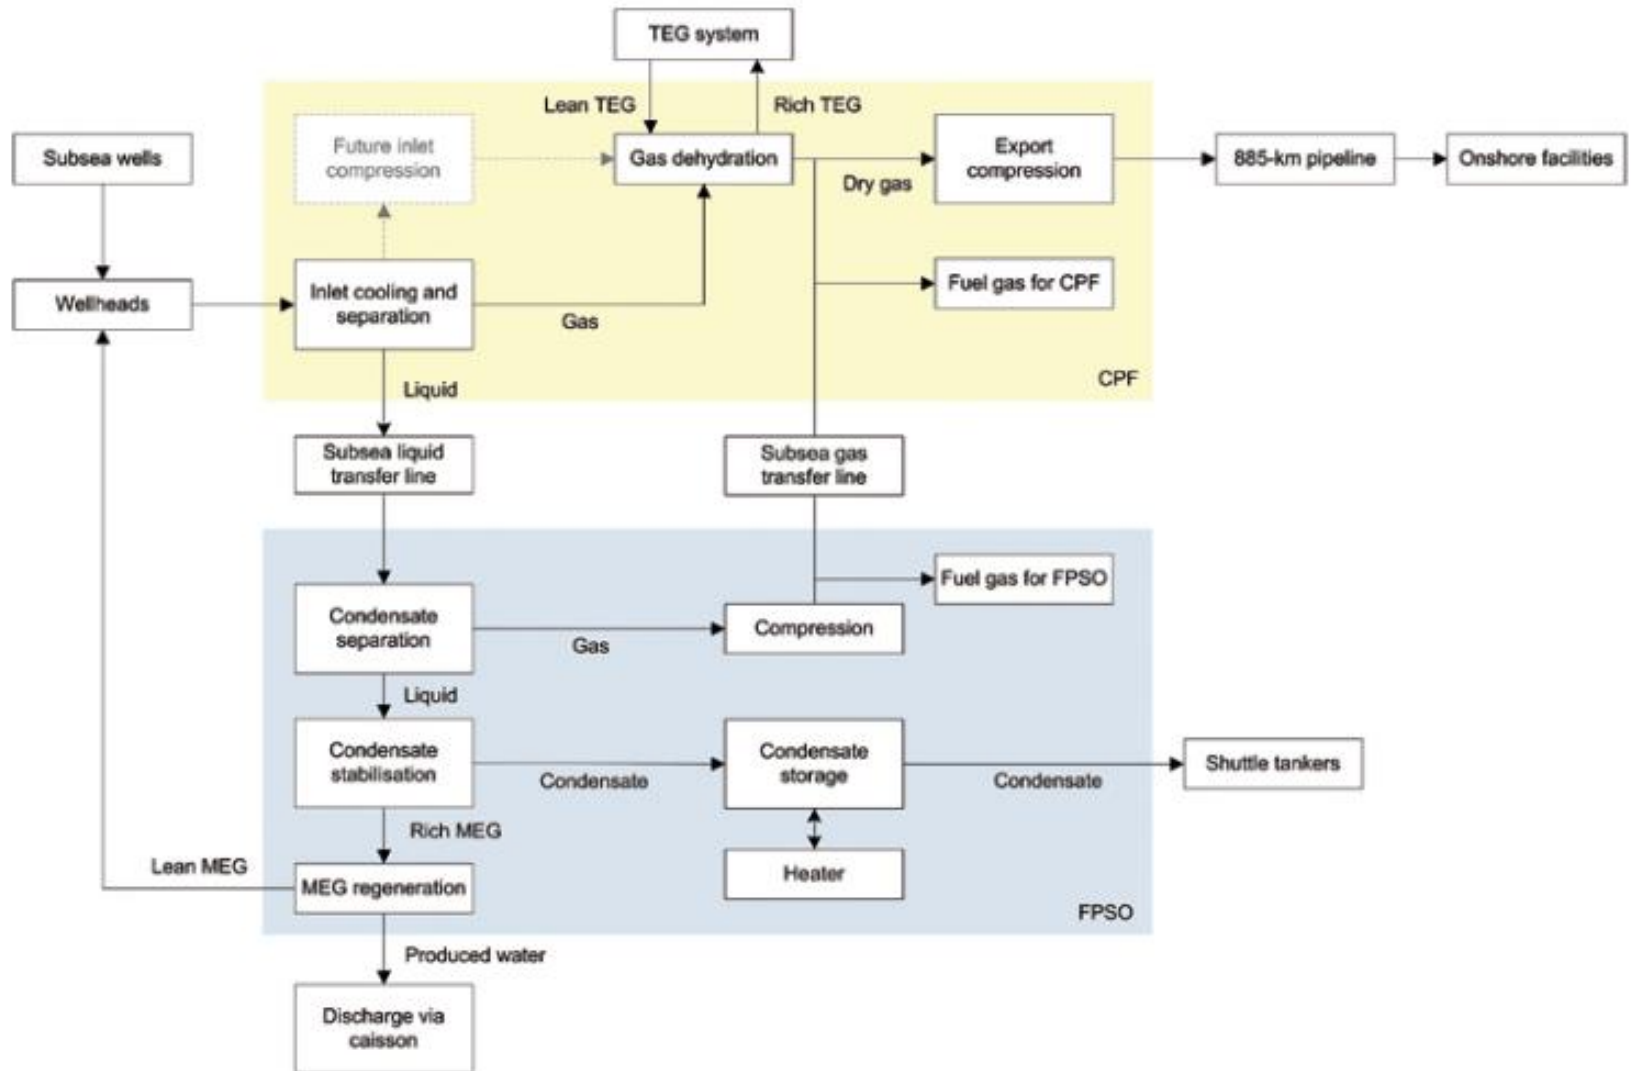 TEG system
Lean TEG
Rich TEG
Subsea wells
Future inlet
compression
Gas dehydration
Dry gas
Export
compression
885-km pipeline
Onshore facilities
Wellheads
Inlet cooling and
separation
Gas
Fuel gas for CPF
Liquid
CPF
Subsea liquid
transfer line
Subsea gas
transfer line
Condensate
separation
Gas
Compression
Fuel gas for FPSO
Liquid
Condensate
stabilisation
Condensate
Condensate
storage
Condensate
Shuttle tankers
Rich MEG
Lean MEG
MEG regeneration
Heater
FPSO
Produced water
Discharge via
caisson